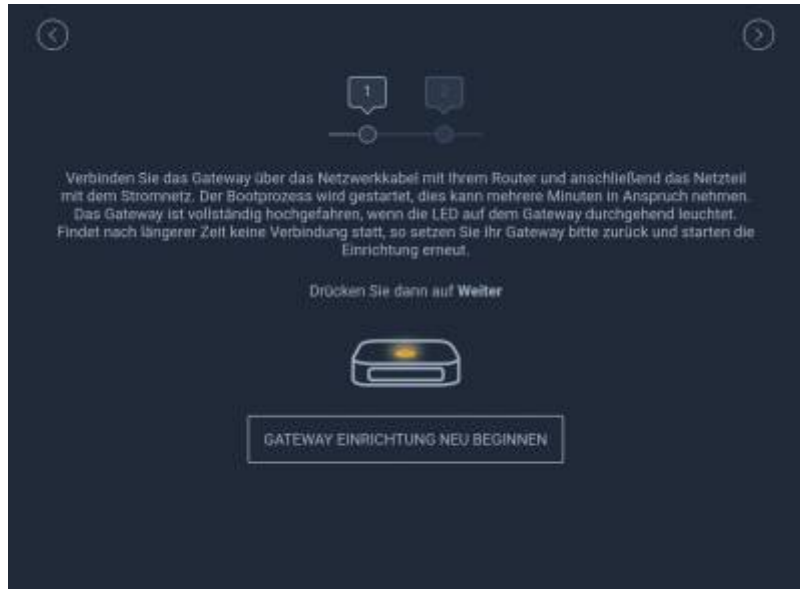 1
2
Verbinden Sie das Gateway über das Netzwerkkabel mit Ihrem Router und anschließend das Netzteil
mit dem Stromnetz. Der Bootprozess wird gestartet, dies kann mehrere Minuten in Anspruch nehmen.
Das Gateway ist vollständig hochgefahren, wenn die LED auf dem Gateway durchgehend leuchtet.
Findet nach längerer Zeit keine Verbindung statt, so setzen Sie Ihr Gateway bitte zurück und starten die
Einrichtung erneut.
Drücken Sie dann auf Weiter
GATEWAY EINRICHTUNG NEU BEGINNEN